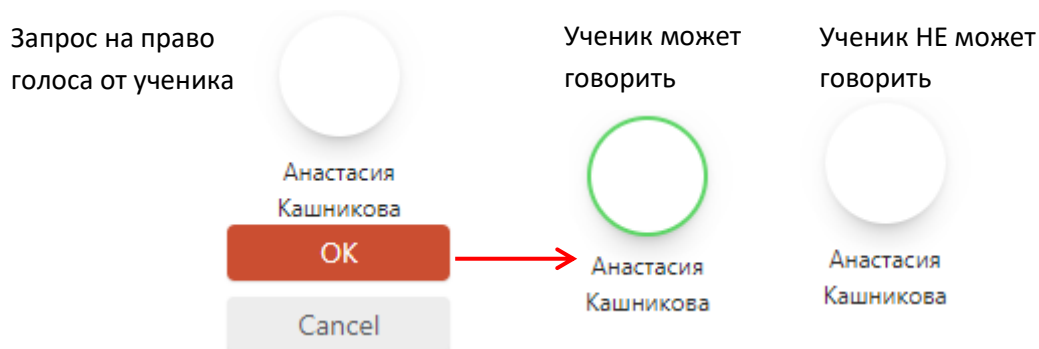 Запрос на право
голоса от ученика
Анастасия
Кашникова
OK
Cancel
Ученик может
говорить
Анастасия
Кашникова
Ученик НЕ может
говорить
Анастасия
Кашникова